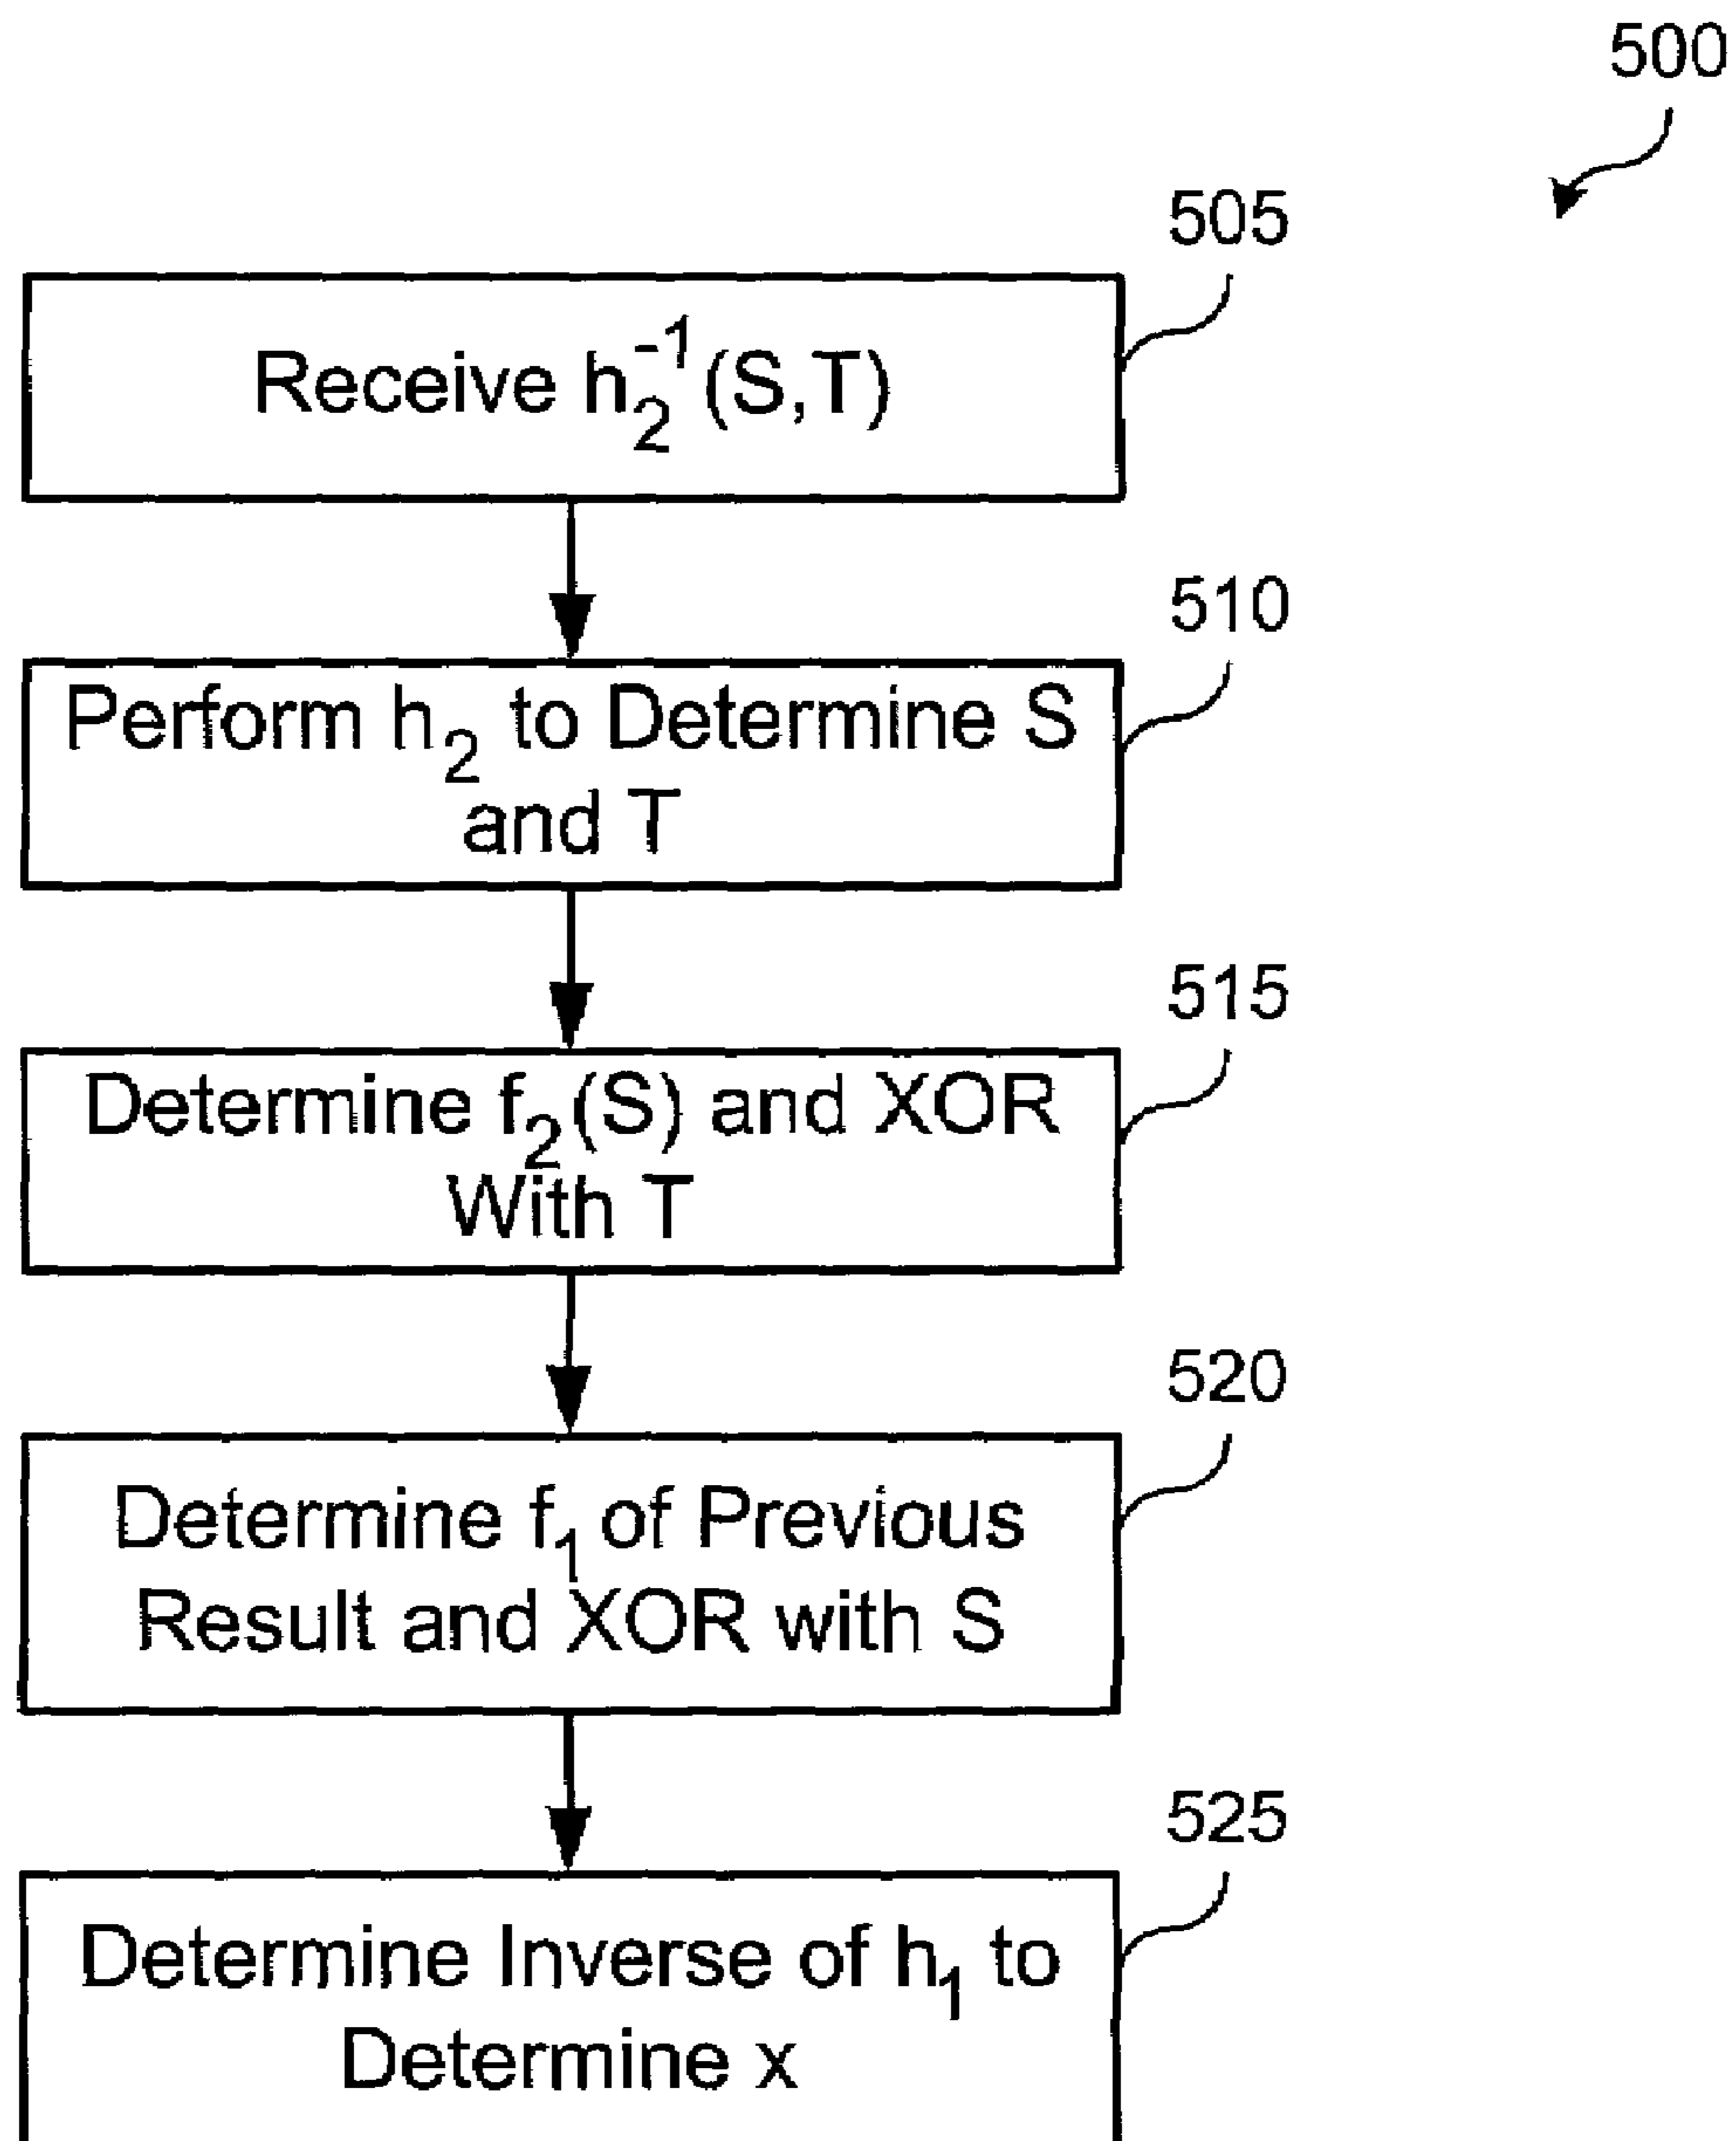 500
505
Receive h₂⁻¹(S,T)
510
Perform h₂ to Determine S
and T
515
Determine f₂(S) and XOR
With T
520
Determine f₁ of Previous
Result and XOR with S
525
Determine Inverse of h₁ to
Determine x